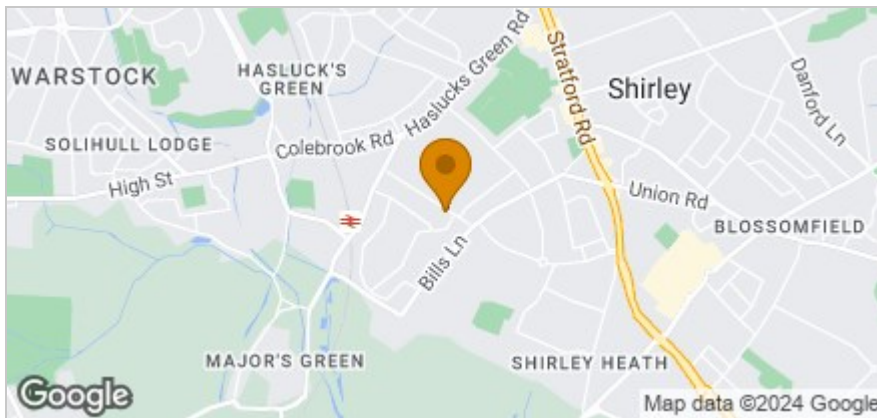 Haslucks Green Rd
Stratford Rd
WARSTOCK
HASLUCK'S
GREEN
Shirley
Danford Ln
SOLIHULL LODGE
Colebrook Rd
High St
Union Rd
BLOSSOMFIELD
Bills Ln
MAJOR'S GREEN
SHIRLEY HEATH
Google
Map data ©2024 Google